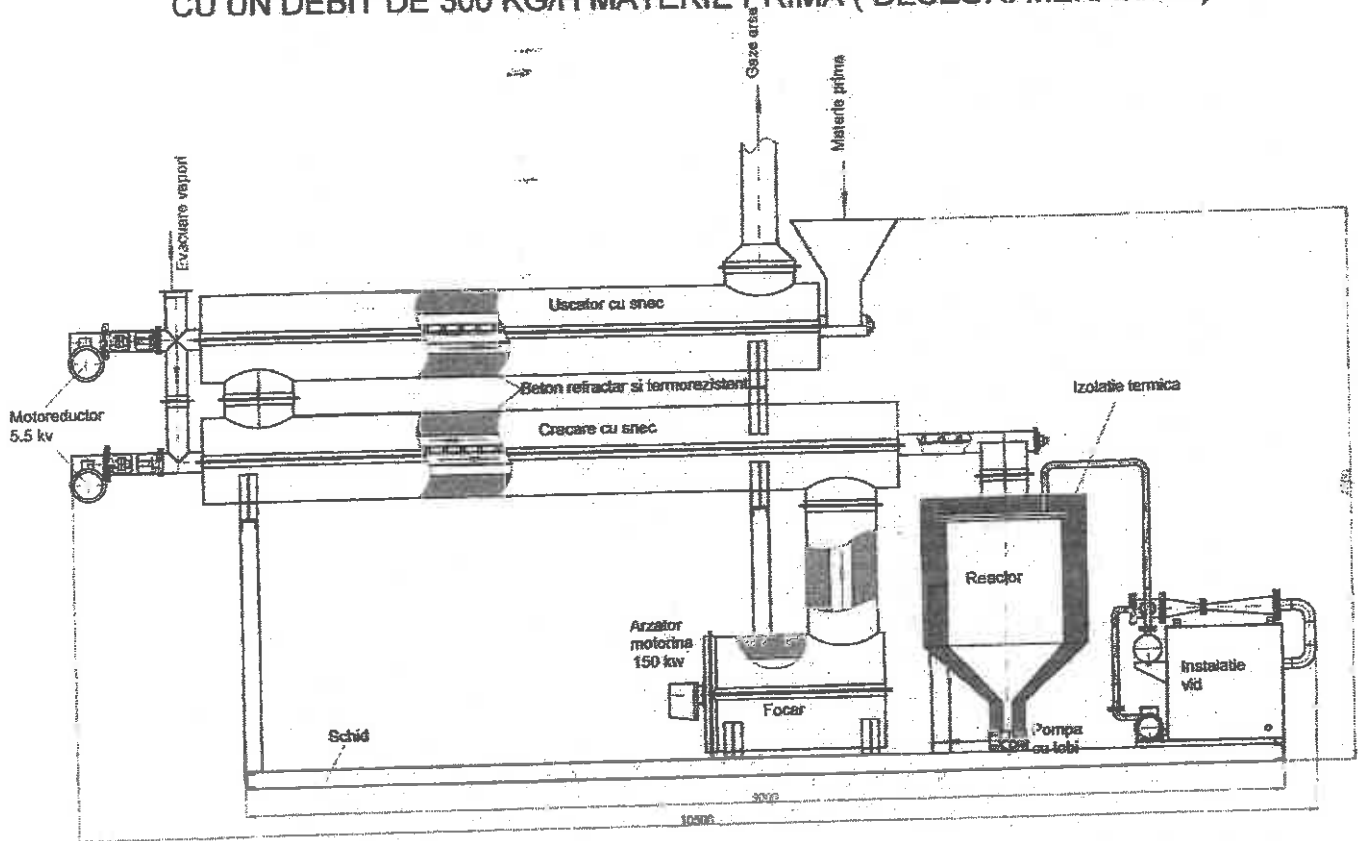 CU UN DEBIT DE 300 KG/H MATERIE PRIMA (
Gaze arse
Materie prima
Evacuare vapori
Uscator cu snec
Beton refractar si termorezistent
Izolatie termica
Motoreductor
5.5 kv
Cracare cu snec
Reactor
Arzator
motorina
150 kw
Instalatie
vid
Focar
Pompa
cu lobi
Schid
10500